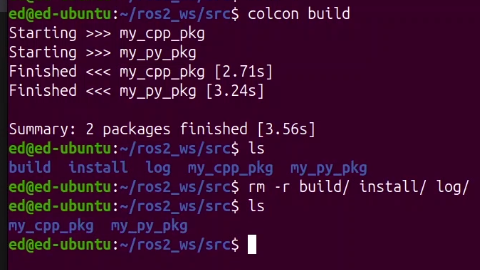 ed@ed-ubuntu:~/ros2_ws/src$ colcon build
Starting >>> my_cpp_pkg
Starting >>> my_py_pkg
Finished <<< my_cpp_pkg [2.71s]
Finished <<< my_py_pkg [3.24s]
Summary: 2 packages finished [3.56s]
ed@ed-ubuntu:~/ros2_ws/src$ ls
build install log my_cpp_pkg my_py_pkg
ed@ed-ubuntu:~/ros2_ws/src$ rm -r build/ install/ log/
ed@ed-ubuntu:~/ros2_ws/src$ ls
my_cpp_pkg my_py_pkg
ed@ed-ubuntu:~/ros2_ws/src$